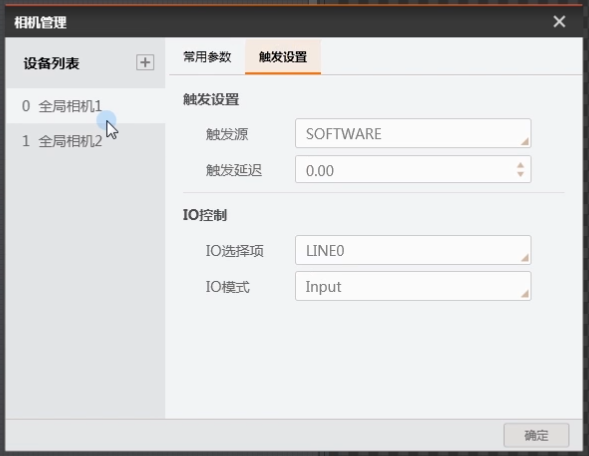 相机管理
设备列表
常用参数 触发设置
0 全局相机1
1 全局相机2
触发设置
触发源 SOFTWARE
触发延迟 0.00
IO控制
IO选择项 LINE0
IO模式 Input
确定